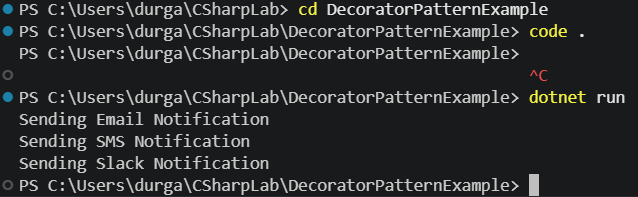 PS C:\Users\durga\CSharpLab> cd DecoratorPatternExample
PS C:\Users\durga\CSharpLab\DecoratorPatternExample> code .
PS C:\Users\durga\CSharpLab\DecoratorPatternExample>
^C
PS C:\Users\durga\CSharpLab\DecoratorPatternExample> dotnet run
Sending Email Notification
Sending SMS Notification
Sending Slack Notification
PS C:\Users\durga\CSharpLab\DecoratorPatternExample>